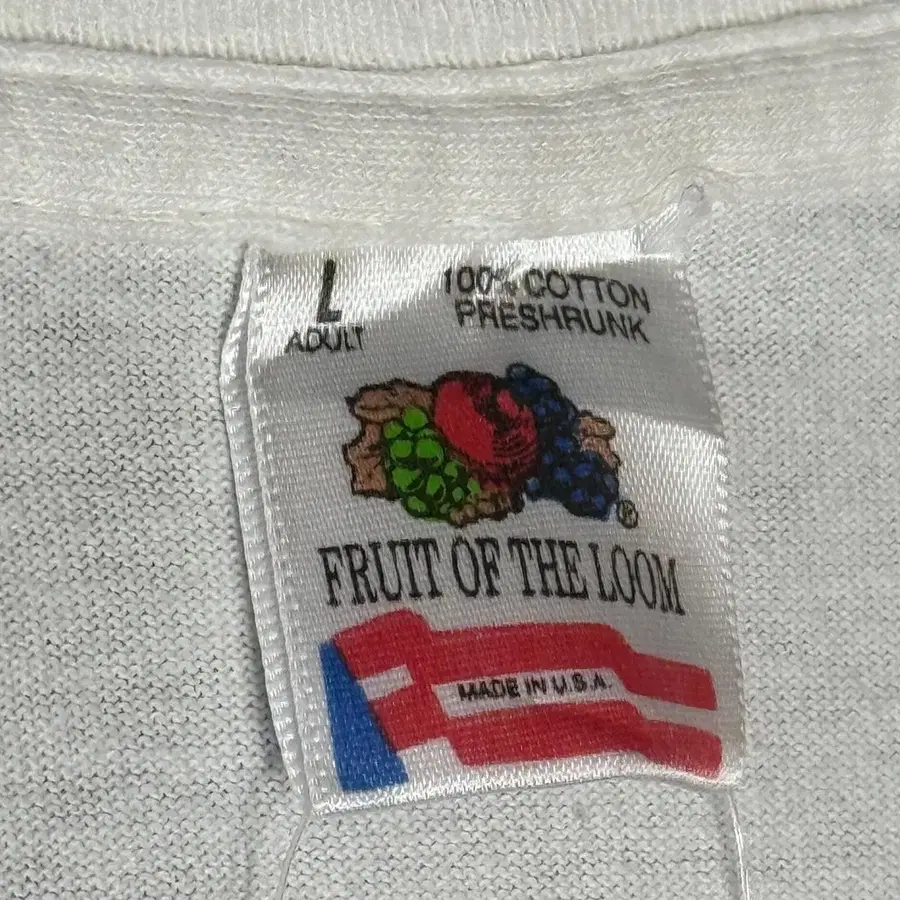 L
ADULT
100% COTTON
PRESHRUNK
®
FRUIT OF THE LOOM
MADE IN U.S.A.